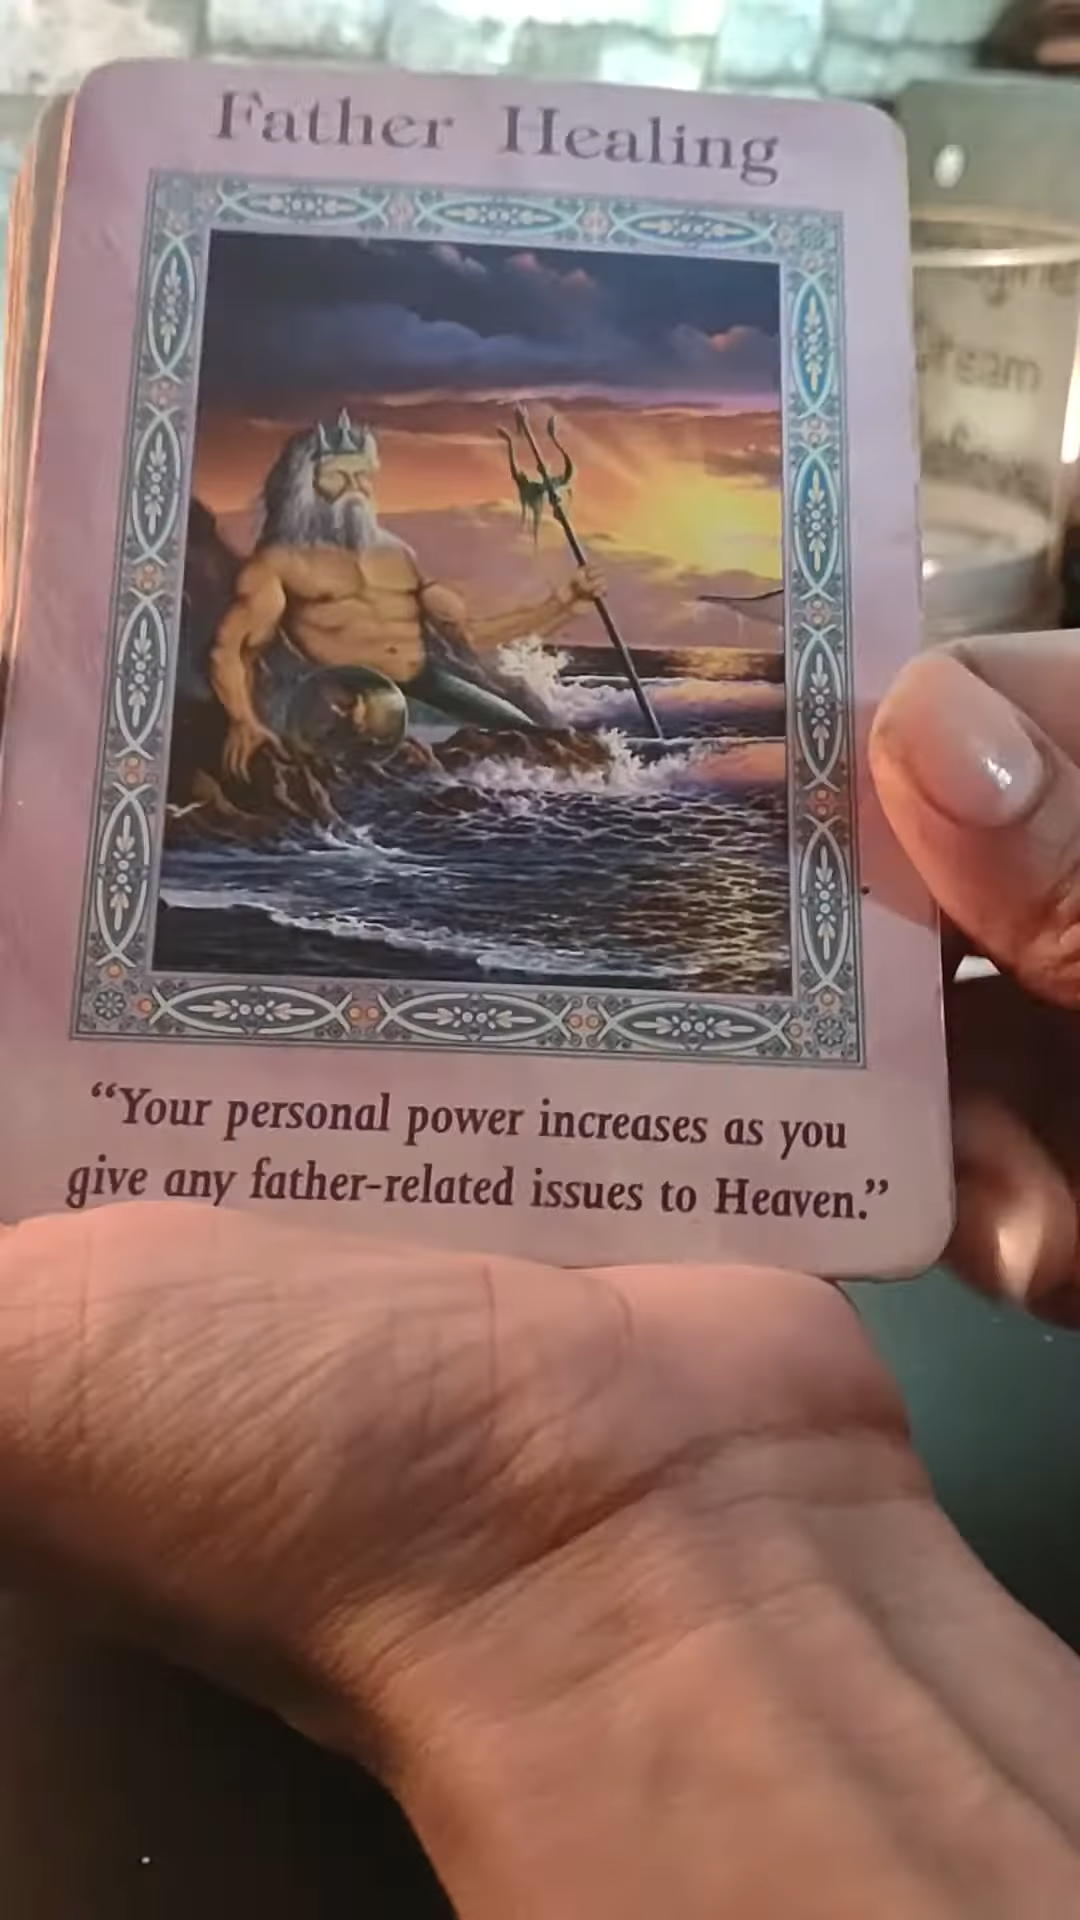 Father Healing
“Your personal power increases as you
give any father-related issues to Heaven.”